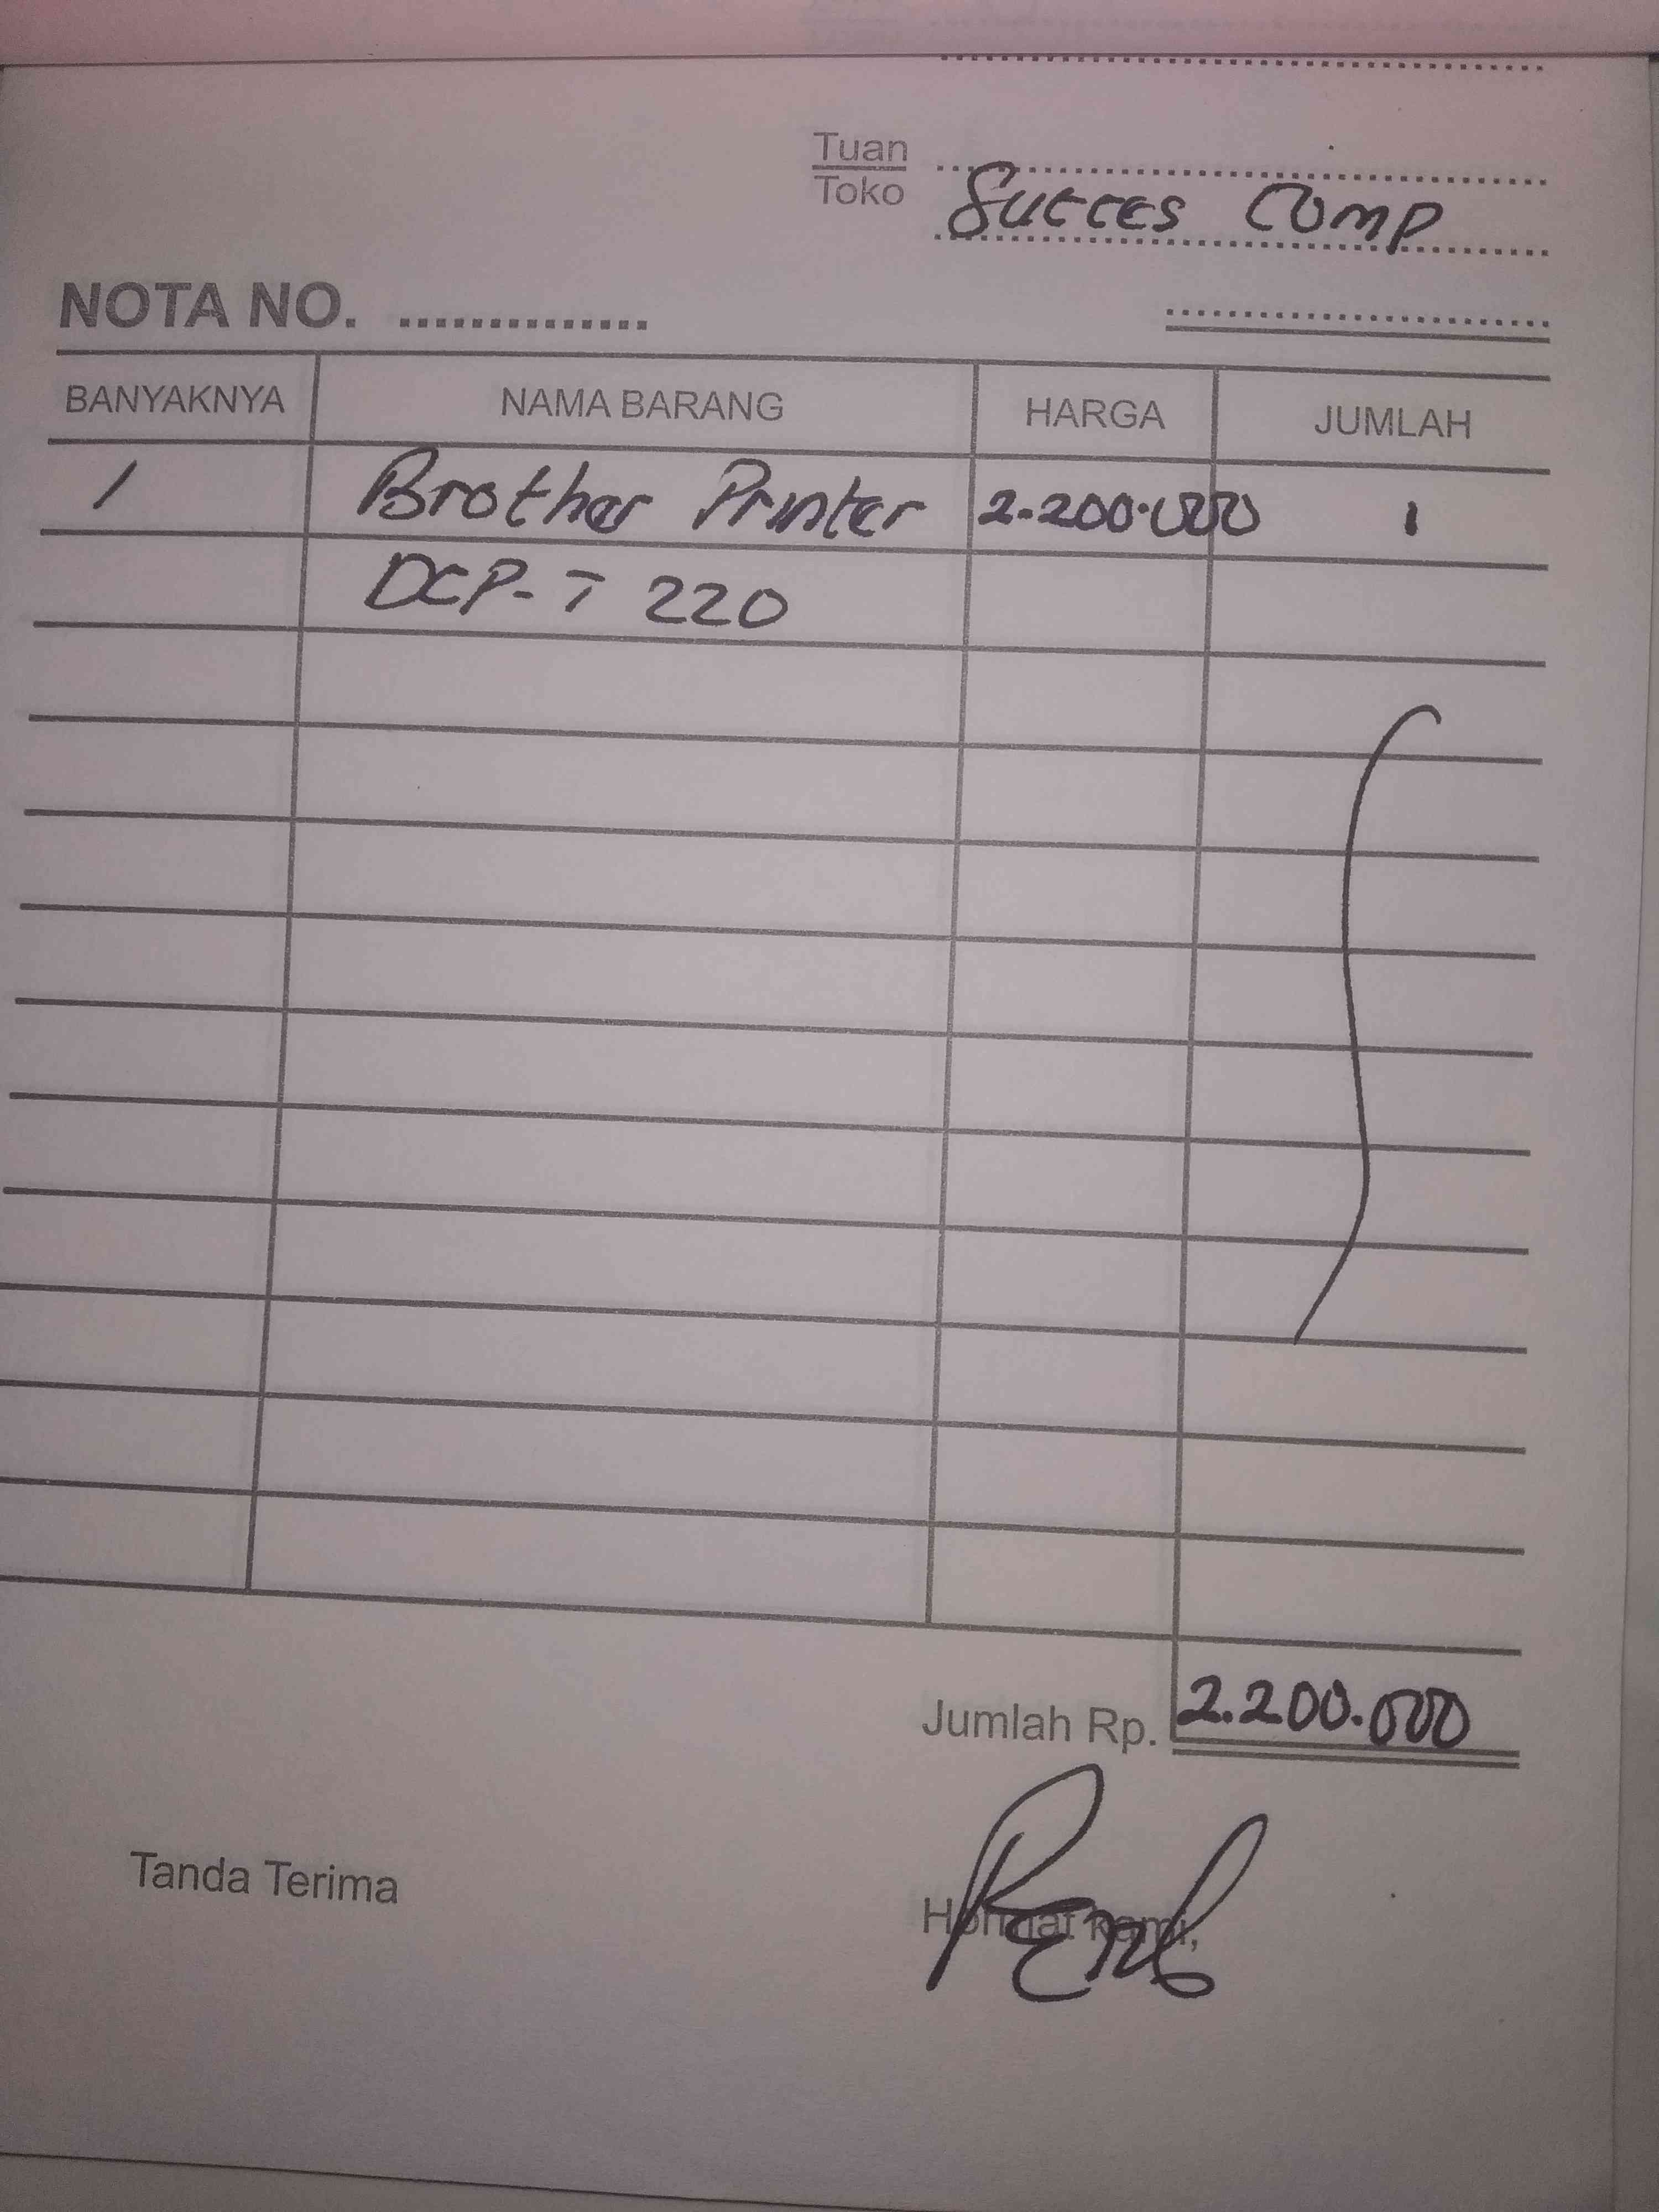 Tuan
Toko Succes Comp
NOTA NO. ..............
BANYAKNYA NAMA BARANG HARGA JUMLAH
1 Brother Printer 2.200.000 1
DCP-T 220
Jumlah Rp. 2.200.000
Tanda Terima
Hormat kami,